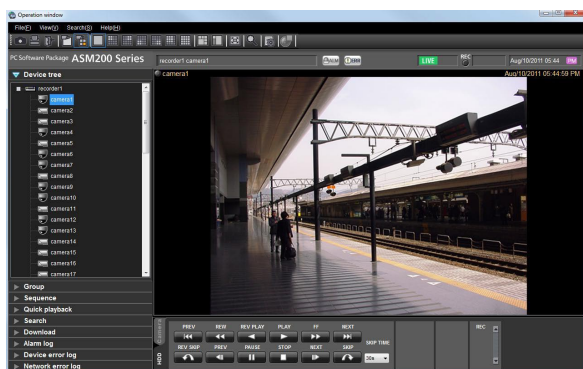 Operation window
File(F) View(V) Search(S) Help(H)
PC Software Package ASM200 Series
recorder1 camera1
ALM
ERR
LIVE
REC
Aug/10/2011 05:44 PM
Device tree
recorder1
camera1
camera2
camera3
camera4
camera5
camera6
camera7
camera8
camera9
camera10
camera11
camera12
camera13
camera14
camera15
camera16
camera17
Group
Sequence
Quick playback
Search
Download
Alarm log
Device error log
Network error log
camera1
Aug/10/2011 05:44:59 PM
Camera
HDD
PREV REW REV PLAY PLAY FF NEXT
REV SKIP PREV PAUSE STOP NEXT SKIP
SKIP TIME
30s
REC